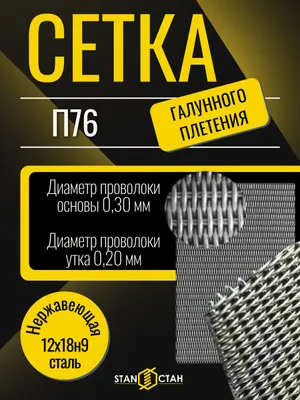 СЕТКА
П76
ГАЛУННОГО
ПЛЕТЕНИЯ
Диаметр проволоки
основы 0,30 мм
Диаметр проволоки
утка 0,20 мм
Нержавеющая
12х18н9
сталь
STAN СТАН